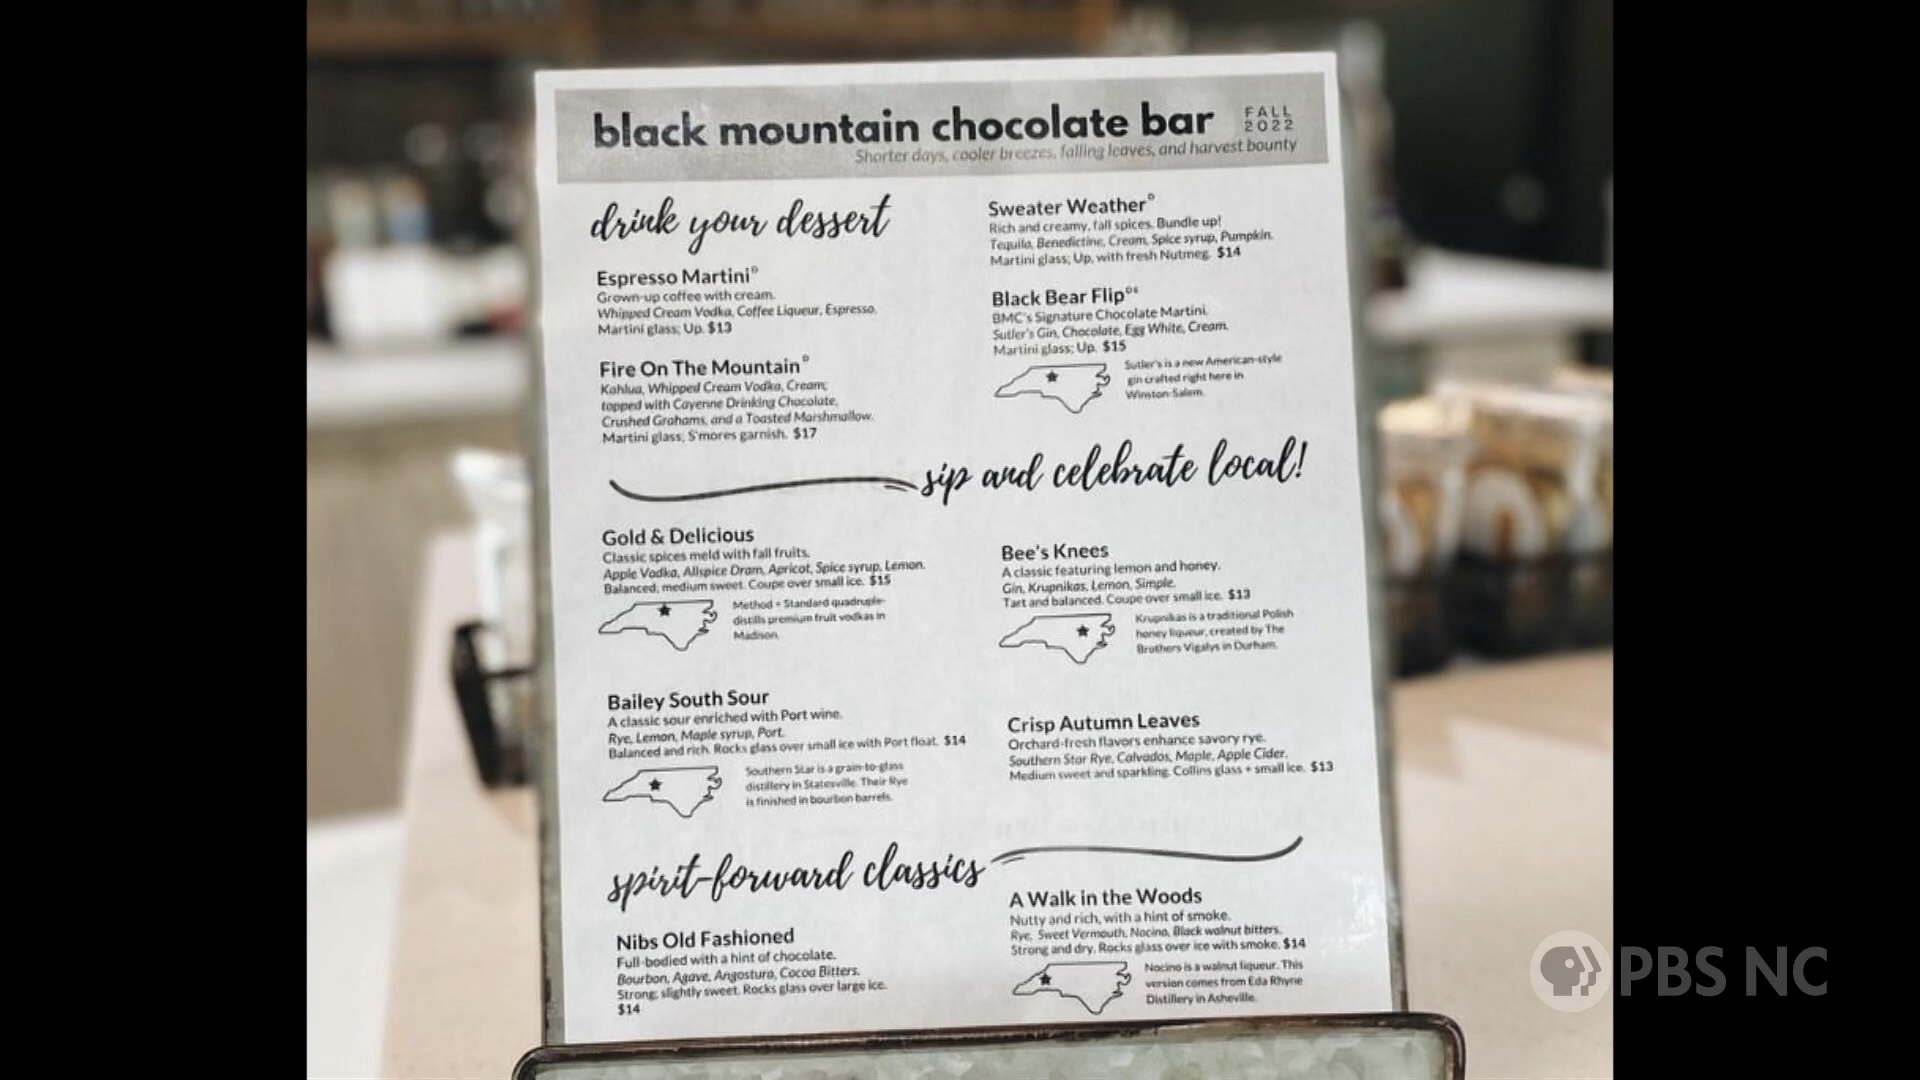 black mountain chocolate bar
FALL
2022
Shorter days, cooler breezes, falling leaves, and harvest bounty
drink your dessert
Espresso Martini
Grown-up coffee with cream.
Whipped Cream Vodka, Coffee Liqueur, Espresso.
Martini glass; Up. $13
Fire On The Mountain
Kahlua, Whipped Cream Vodka, Cream;
topped with Cayenne Drinking Chocolate,
Crushed Grahams, and a Toasted Marshmallow.
Martini glass; S'mores garnish. $17
Sweater Weather
Rich and creamy, fall spices. Bundle up!
Tequila, Benedictine, Cream, Spice syrup, Pumpkin.
Martini glass; Up, with fresh Nutmeg. $14
Black Bear Flip
BMC's Signature Chocolate Martini.
Sutler's Gin, Chocolate, Egg White, Cream.
Martini glass; Up. $15
Sutler's is a new American-style
gin crafted right here in
Winston-Salem.
sip and celebrate local!
Gold & Delicious
Classic spices meld with fall fruits.
Apple Vodka, Allspice Dram, Apricot, Spice syrup, Lemon.
Balanced, medium sweet. Coupe over small ice. $15
Method + Standard quadruple-
distills premium fruit vodkas in
Madison.
Bee's Knees
A classic featuring lemon and honey.
Gin, Krupnikas, Lemon, Simple.
Tart and balanced. Coupe over small ice. $13
Krupnikas is a traditional Polish
honey liqueur, created by The
Brothers Vigalys in Durham.
Bailey South Sour
A classic sour enriched with Port wine.
Rye, Lemon, Maple syrup, Port.
Balanced and rich. Rocks glass over small ice with Port float. $14
Southern Star is a grain-to-glass
distillery in Statesville. Their Rye
is finished in bourbon barrels.
Crisp Autumn Leaves
Orchard-fresh flavors enhance savory rye.
Southern Star Rye, Calvados, Maple, Apple Cider.
Medium sweet and sparkling. Collins glass + small ice. $13
spirit-forward classics
Nibs Old Fashioned
Full-bodied with a hint of chocolate.
Bourbon, Agave, Angostura, Cocoa Bitters.
Strong; slightly sweet. Rocks glass over large ice.
$14
A Walk in the Woods
Nutty and rich, with a hint of smoke.
Rye, Sweet Vermouth, Nocino, Black walnut bitters.
Strong and dry. Rocks glass over ice with smoke. $14
Nocino is a walnut liqueur. This
version comes from Eda Rhyne
Distillery in Asheville.
PBS NC